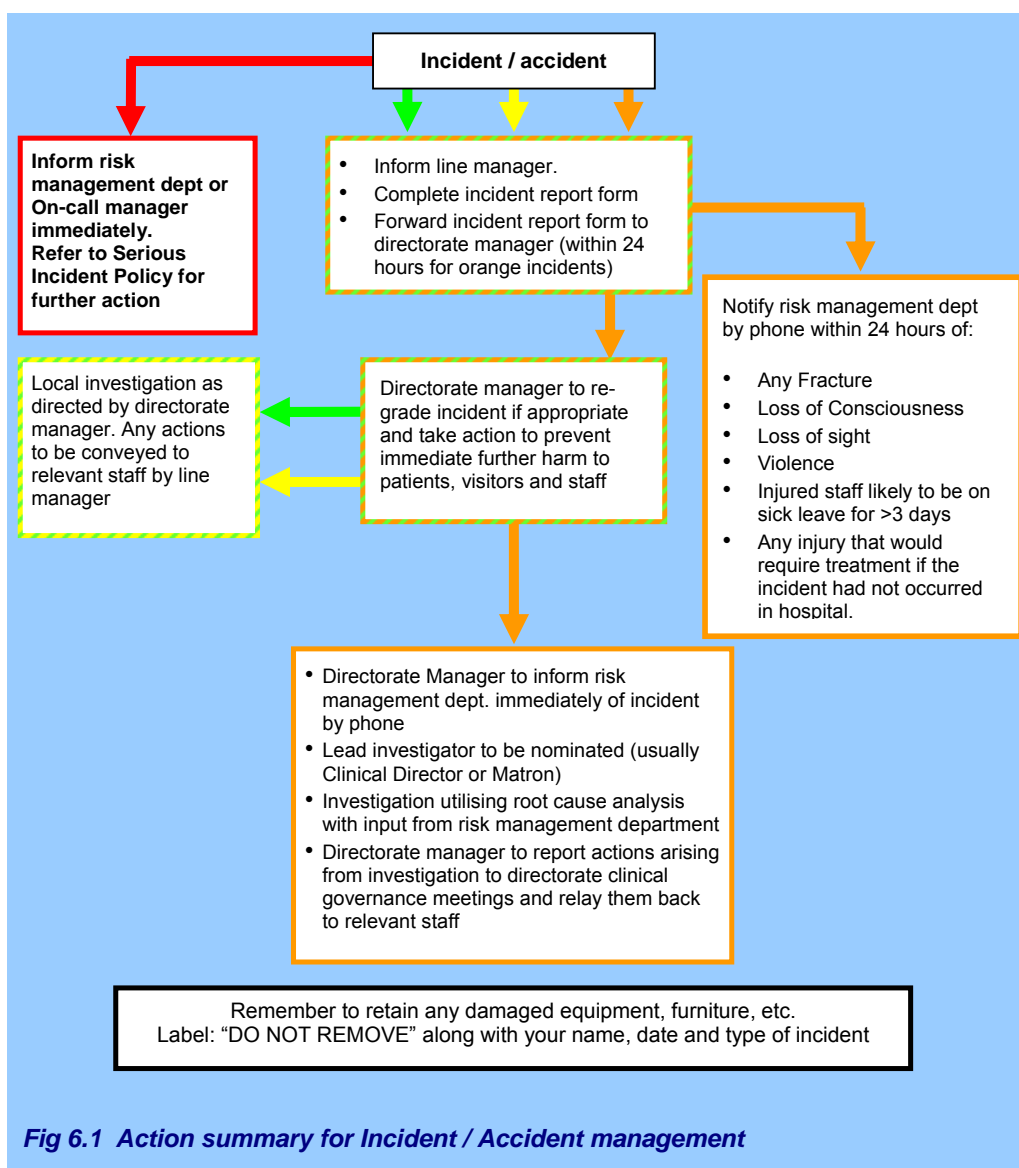 Incident / accident
Inform risk
management dept or
On-call manager
immediately.
Refer to Serious
Incident Policy for
further action
• Inform line manager.
• Complete incident report form
• Forward incident report form to
directorate manager (within 24
hours for orange incidents)
Notify risk management dept
by phone within 24 hours of:
• Any Fracture
• Loss of Consciousness
• Loss of sight
• Violence
• Injured staff likely to be on
sick leave for >3 days
• Any injury that would
require treatment if the
incident had not occurred
in hospital.
Local investigation as
directed by directorate
manager. Any actions
to be conveyed to
relevant staff by line
manager
Directorate manager to re-
grade incident if appropriate
and take action to prevent
immediate further harm to
patients, visitors and staff
• Directorate Manager to inform risk
management dept. immediately of incident
by phone
• Lead investigator to be nominated (usually
Clinical Director or Matron)
• Investigation utilising root cause analysis
with input from risk management department
• Directorate manager to report actions arising
from investigation to directorate clinical
governance meetings and relay them back
to relevant staff
Remember to retain any damaged equipment, furniture, etc.
Label: “DO NOT REMOVE” along with your name, date and type of incident
Fig 6.1 Action summary for Incident / Accident management